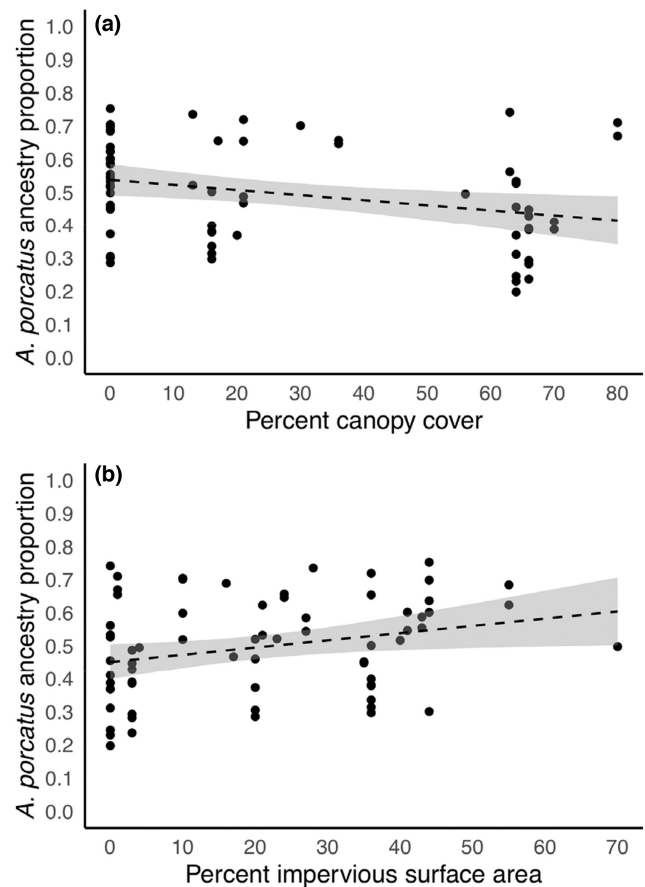 (a)
A. porcatus ancestry proportion
1.0
0.9
0.8
0.7
0.6
0.5
0.4
0.3
0.2
0.1
0.0
0 10 20 30 40 50 60 70 80
Percent canopy cover
(b)
A. porcatus ancestry proportion
1.0
0.9
0.8
0.7
0.6
0.5
0.4
0.3
0.2
0.1
0.0
0 10 20 30 40 50 60 70
Percent impervious surface area